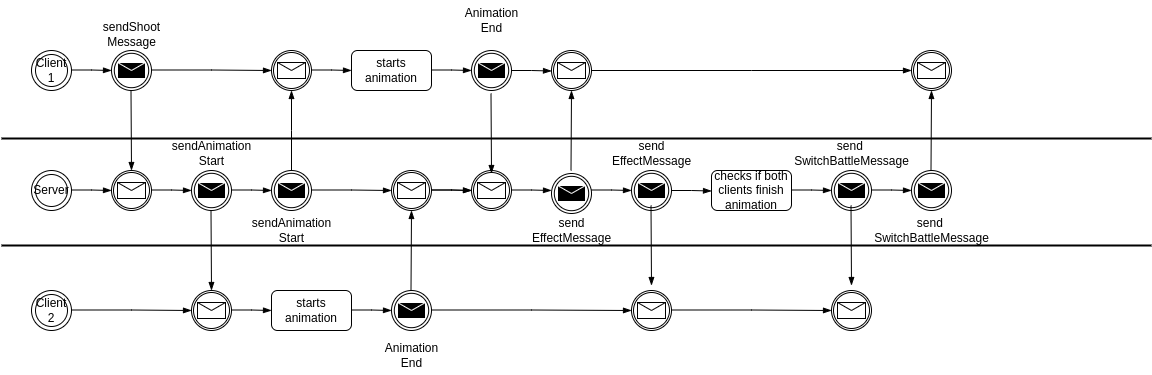 sendShoot
Message
Animation
End
Client
1
starts
animation
sendAnimation
Start
send
EffectMessage
send
SwitchBattleMessage
Server
checks if both
clients finish
animation
sendAnimation
Start
send
EffectMessage
send
SwitchBattleMessage
Client
2
starts
animation
Animation
End